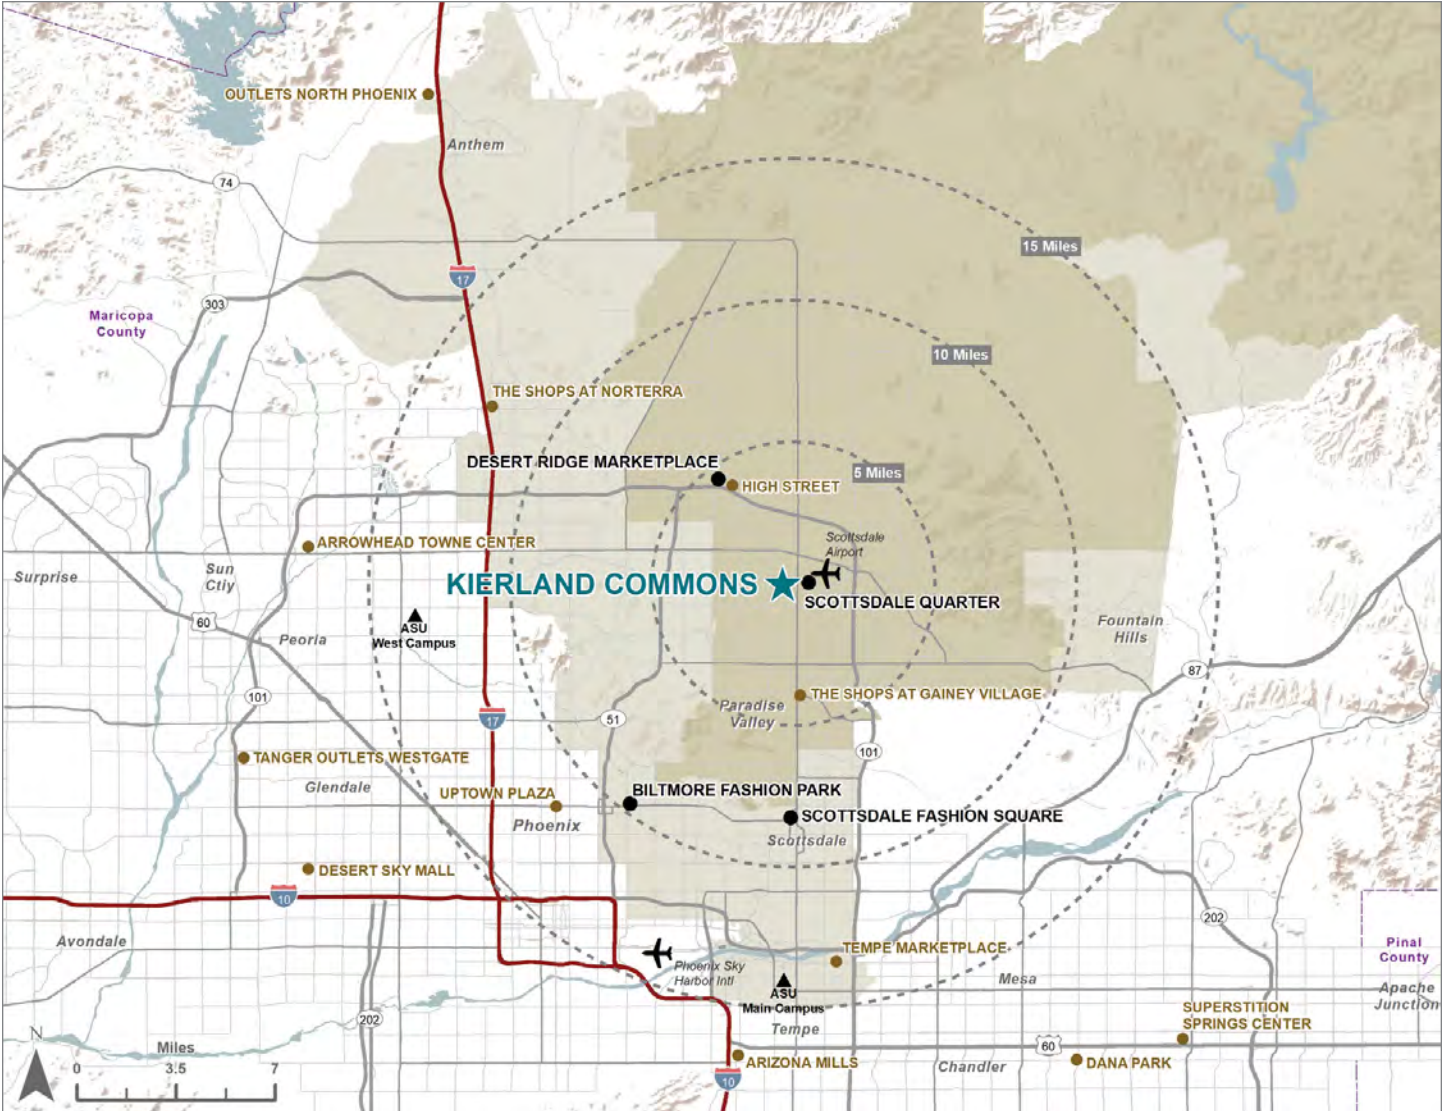 OUTLETS NORTH PHOENIX
Anthem
74
15 Miles
17
303
Maricopa
County
10 Miles
THE SHOPS AT NORTERRA
DESERT RIDGE MARKETPLACE
5 Miles
HIGH STREET
ARROWHEAD TOWNE CENTER
Scottsdale
Airport
Surprise
Sun
Ctiy
KIERLAND COMMONS
SCOTTSDALE QUARTER
60
ASU
West Campus
Peoria
Fountain
Hills
87
101
THE SHOPS AT GAINEY VILLAGE
Paradise
Valley
17
51
101
TANGER OUTLETS WESTGATE
Glendale
UPTOWN PLAZA
BILTMORE FASHION PARK
Phoenix
SCOTTSDALE FASHION SQUARE
Scottsdale
DESERT SKY MALL
10
202
Avondale
TEMPE MARKETPLACE
Pinal
County
Phoenix Sky
Harbor Intl
ASU
Main Campus
Mesa
Apache
Junction
202
Tempe
SUPERSTITION
SPRINGS CENTER
N
Miles
0 3.5 7
ARIZONA MILLS
60
Chandler
DANA PARK
10